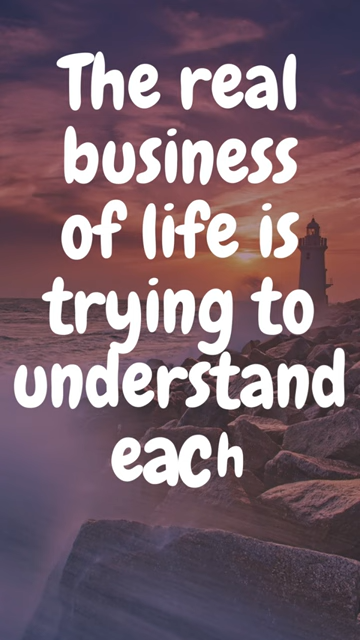 The real
business
of life is
trying to
understand
each